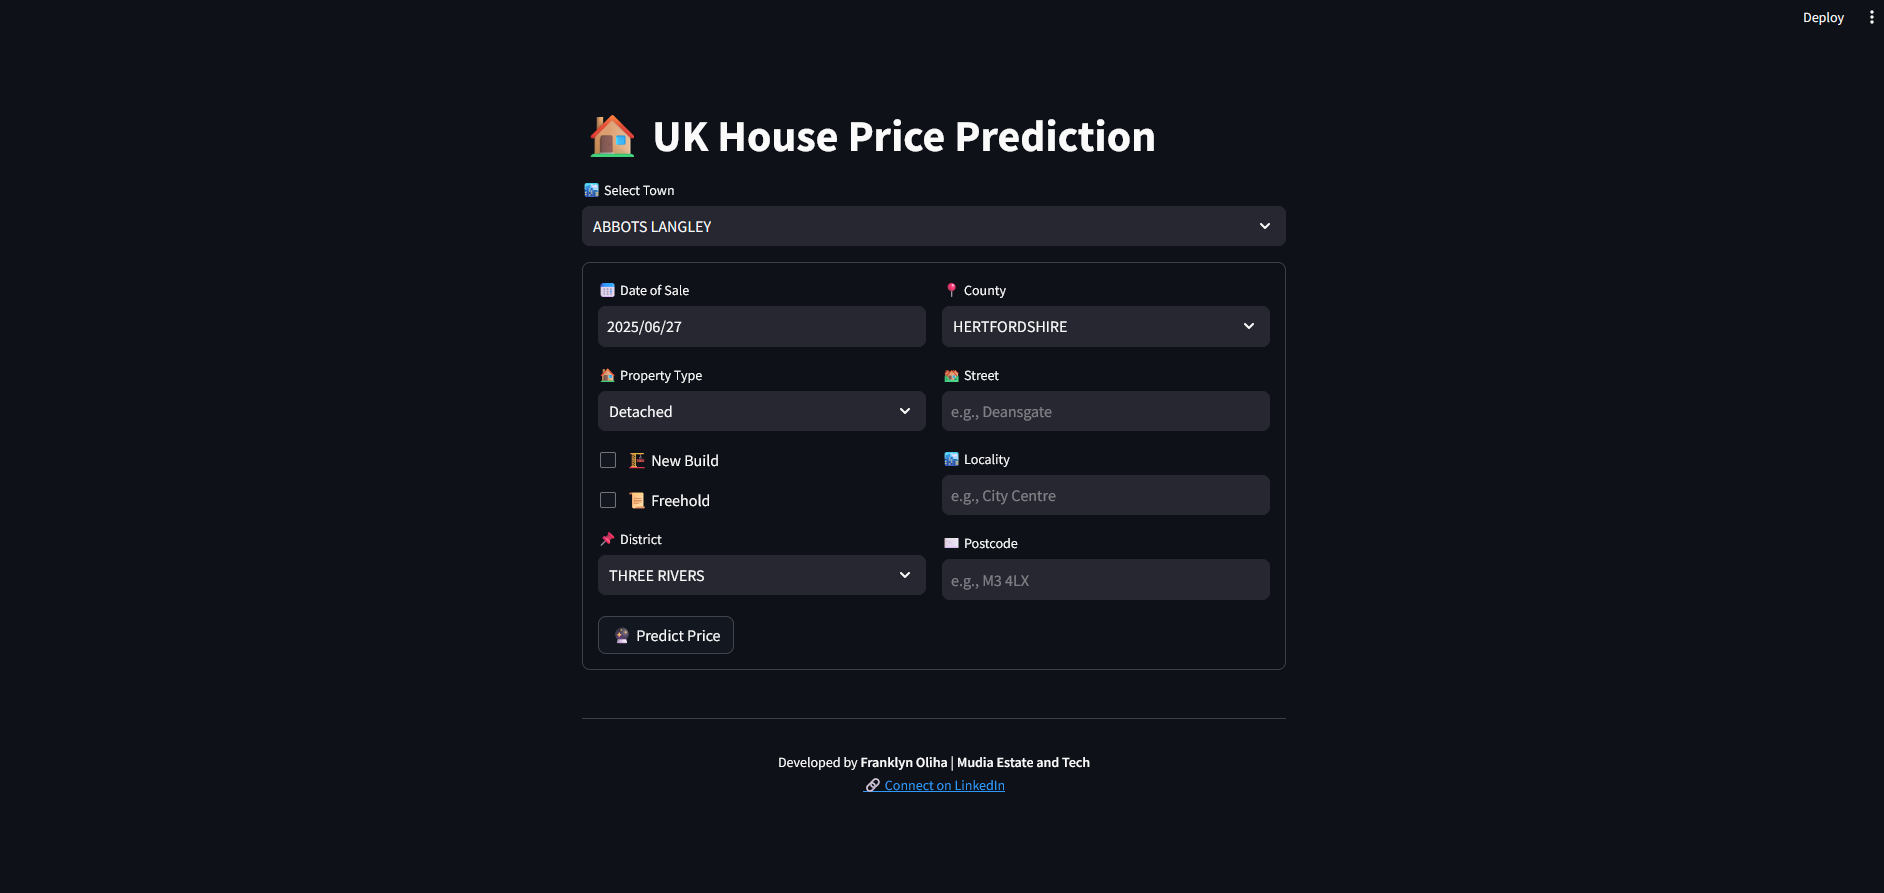 Deploy
UK House Price Prediction
Select Town
ABBOTS LANGLEY
Date of Sale
2025/06/27
County
HERTFORDSHIRE
Property Type
Detached
Street
e.g., Deansgate
New Build
Freehold
Locality
e.g., City Centre
District
THREE RIVERS
Postcode
e.g., M3 4LX
Predict Price
Developed by Franklyn Oliha | Mudia Estate and Tech
Connect on LinkedIn